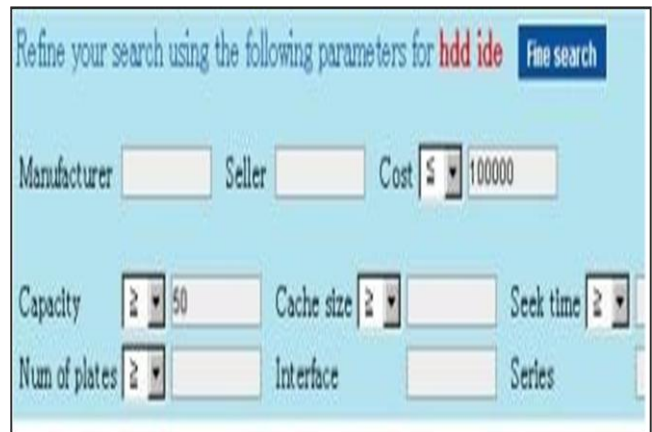 Refine your search using the following parameters for hdd ide Fine search
Manufacturer Seller Cost ≤ 100000
Capacity ≥ 50 Cache size ≥ Seek time ≥
Num of plates ≥ Interface Series